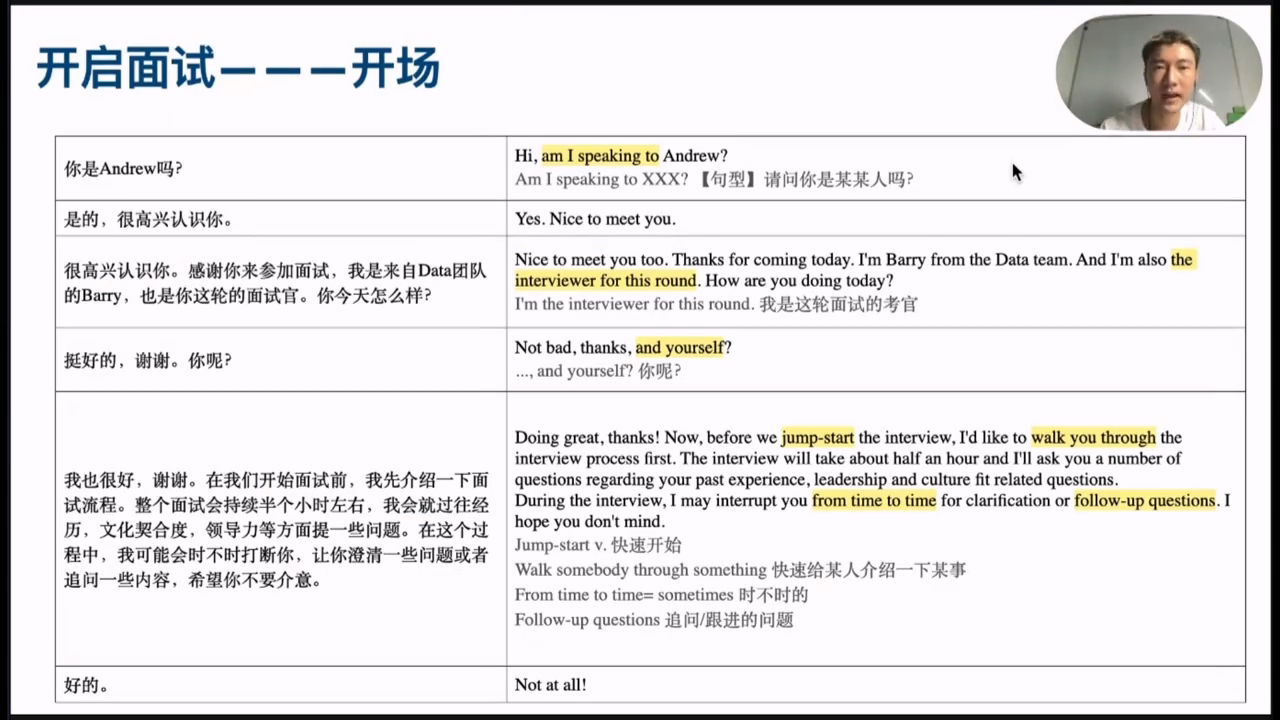 开启面试———开场
你是Andrew吗?
Hi, am I speaking to Andrew?
Am I speaking to XXX? 【句型】请问你是某某人吗?
是的，很高兴认识你。
Yes. Nice to meet you.
很高兴认识你。感谢你来参加面试，我是来自Data团队
的Barry，也是你这轮的面试官。你今天怎么样?
Nice to meet you too. Thanks for coming today. I'm Barry from the Data team. And I'm also the
interviewer for this round. How are you doing today?
I'm the interviewer for this round. 我是这轮面试的考官
挺好的，谢谢。你呢?
Not bad, thanks, and yourself?
..., and yourself? 你呢?
我也很好，谢谢。在我们开始面试前，我先介绍一下面
试流程。整个面试会持续半个小时左右，我会就过往经
历，文化契合度，领导力等方面提一些问题。在这个过
程中，我可能会时不时打断你，让你澄清一些问题或者
追问一些内容，希望你不要介意。
Doing great, thanks! Now, before we jump-start the interview, I'd like to walk you through the
interview process first. The interview will take about half an hour and I'll ask you a number of
questions regarding your past experience, leadership and culture fit related questions.
During the interview, I may interrupt you from time to time for clarification or follow-up questions. I
hope you don't mind.
Jump-start v. 快速开始
Walk somebody through something 快速给某人介绍一下某事
From time to time= sometimes 时不时的
Follow-up questions 追问/跟进的问题
好的。
Not at all!